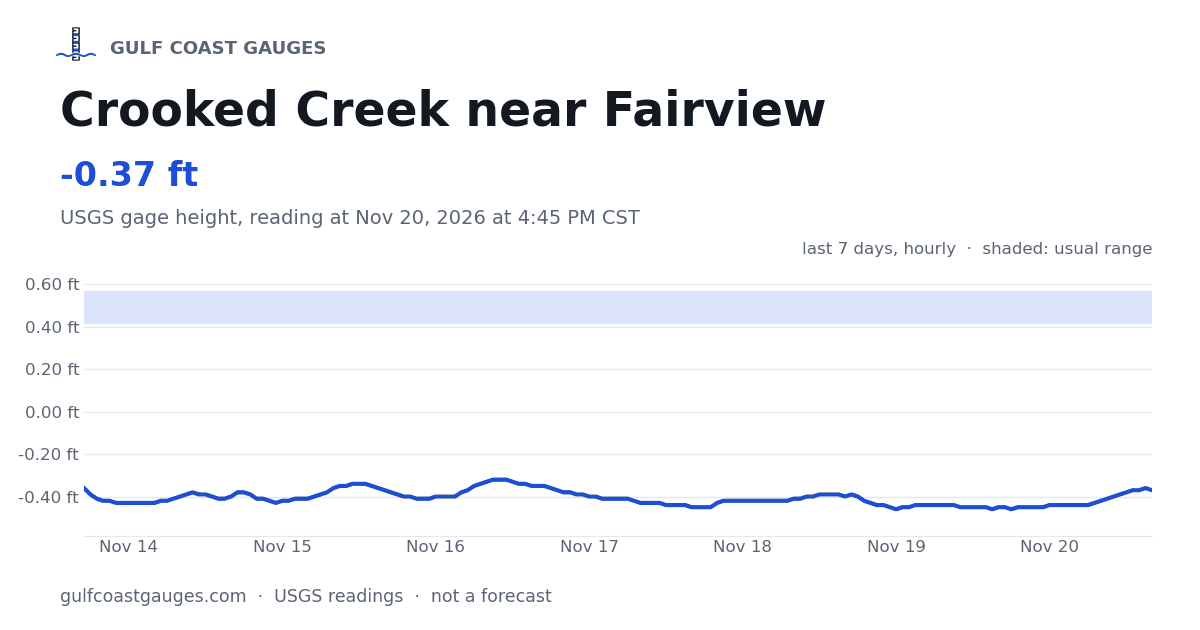 GULF COAST GAUGES
Crooked Creek near Fairview
-0.37 ft
USGS gage height, reading at Nov 20, 2026 at 4:45 PM CST
last 7 days, hourly · shaded: usual range
0.60 ft
0.40 ft
0.20 ft
0.00 ft
-0.20 ft
-0.40 ft
Nov 14 Nov 15 Nov 16 Nov 17 Nov 18 Nov 19 Nov 20
gulfcoastgauges.com · USGS readings · not a forecast